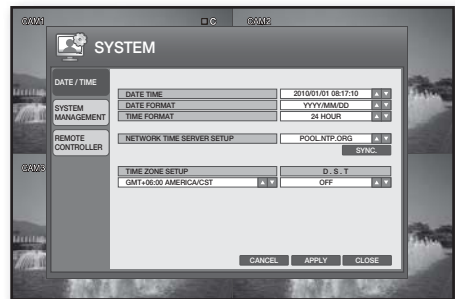 CAM1 C CAM2
SYSTEM
DATE / TIME
SYSTEM
MANAGEMENT
REMOTE
CONTROLLER
DATE TIME 2010/01/01 08:17:10
DATE FORMAT YYYY/MM/DD
TIME FORMAT 24 HOUR
NETWORK TIME SERVER SETUP POOL.NTP.ORG
SYNC.
TIME ZONE SETUP D . S . T
GMT+06:00 AMERICA/CST OFF
CAM3
CANCEL APPLY CLOSE